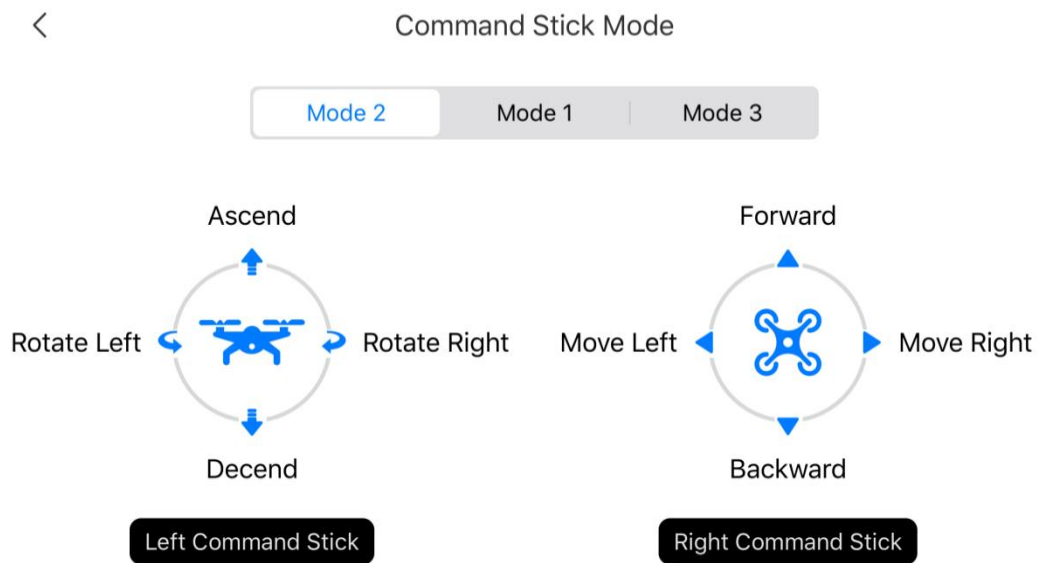 Command Stick Mode
Mode 2 Mode 1 Mode 3
Ascend Forward
Rotate Left Rotate Right Move Left Move Right
Decend Backward
Left Command Stick Right Command Stick